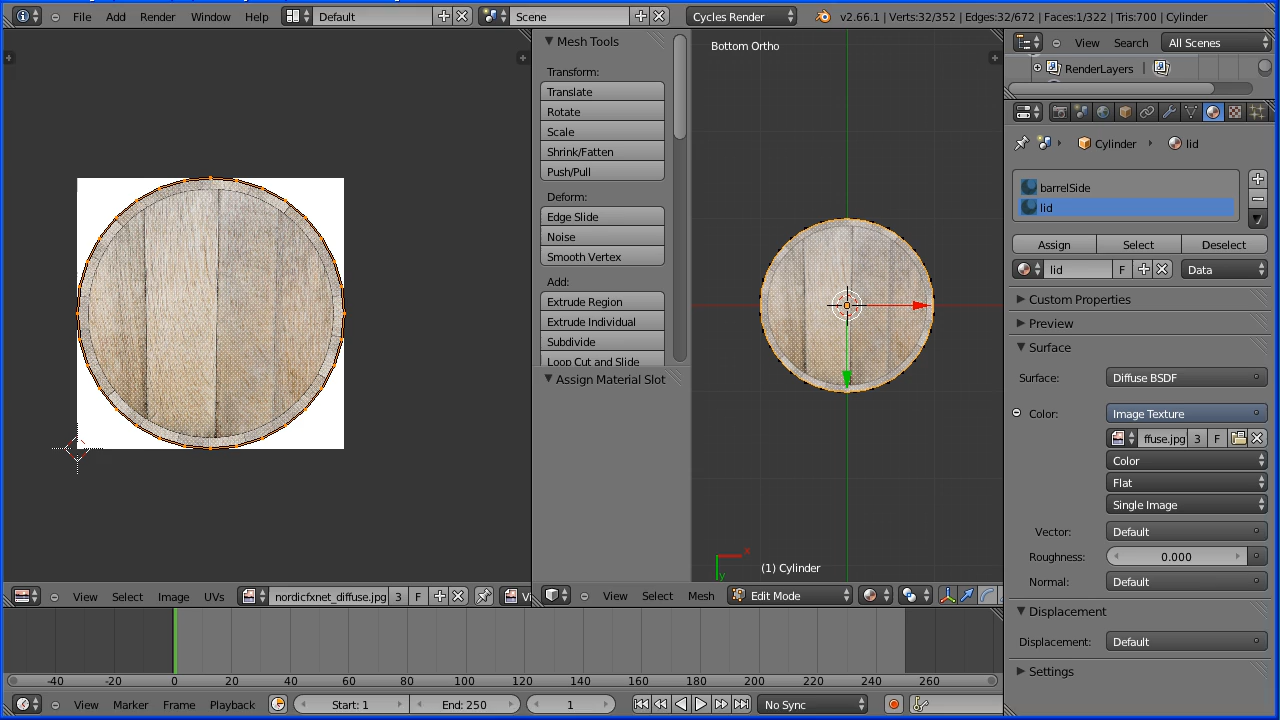 File Add Render Window Help Default Scene Cycles Render v2.66.1 | Verts:32/352 | Edges:32/672 | Faces:1/322 | Tris:700 | Cylinder
Mesh Tools
Transform:
Translate
Rotate
Scale
Shrink/Fatten
Push/Pull
Deform:
Edge Slide
Noise
Smooth Vertex
Add:
Extrude Region
Extrude Individual
Subdivide
Loop Cut and Slide
Assign Material Slot
Bottom Ortho
x
y
(1) Cylinder
View Search All Scenes
RenderLayers
Cylinder lid
barrelSide
lid
Assign Select Deselect
lid F Data
Custom Properties
Preview
Surface
Surface: Diffuse BSDF
Color: Image Texture
ffuse.jpg 3 F
Color
Flat
Single Image
Vector: Default
Roughness: 0.000
Normal: Default
Displacement
Displacement: Default
Settings
View Select Image UVs nordicfxnet_diffuse.jpg 3 F Vi
View Select Mesh Edit Mode
-40 -20 0 20 40 60 80 100 120 140 160 180 200 220 240 260
View Marker Frame Playback Start: 1 End: 250 1 No Sync